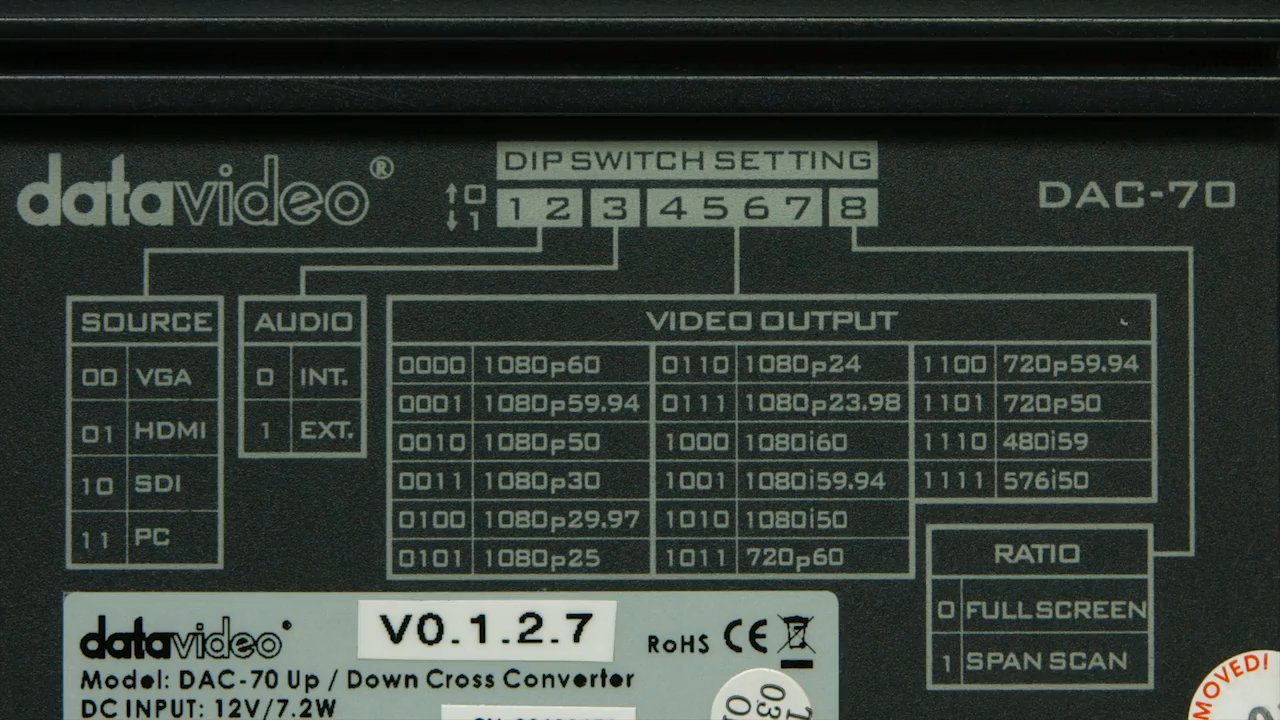 datavideo®
DIP SWITCH SETTING
↑0
↓1
1 2 3 4 5 6 7 8
DAC-70
SOURCE
00 VGA
01 HDMI
10 SDI
11 PC
AUDIO
0 INT.
1 EXT.
VIDEO OUTPUT
0000 1080p60 0110 1080p24 1100 720p59.94
0001 1080p59.94 0111 1080p23.98 1101 720p50
0010 1080p50 1000 1080i60 1110 480i59
0011 1080p30 1001 1080i59.94 1111 576i50
0100 1080p29.97 1010 1080i50
0101 1080p25 1011 720p60
RATIO
0 FULLSCREEN
1 SPAN SCAN
datavideo
V0.1.2.7
RoHS CE
Model: DAC-70 Up / Down Cross Converter
DC INPUT: 12V/7.2W
03
MOVED!